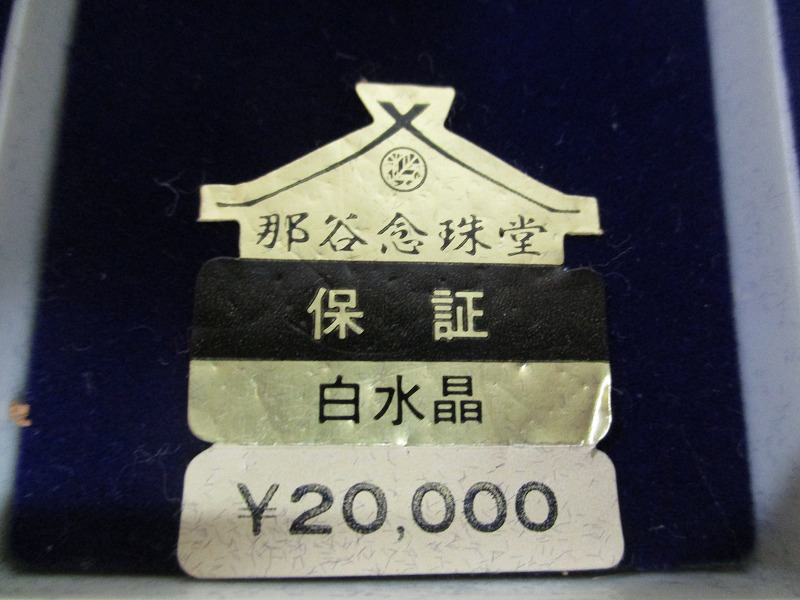 那谷念珠堂
保証
白水晶
¥20,000